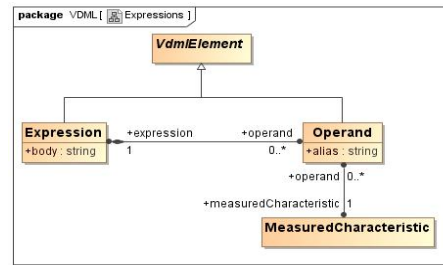 package VDML [ Expressions ]
VdmlElement
Expression
+body : string
+expression
1
+operand
0..*
Operand
+alias : string
+operand 0..*
+measuredCharacteristic 1
MeasuredCharacteristic